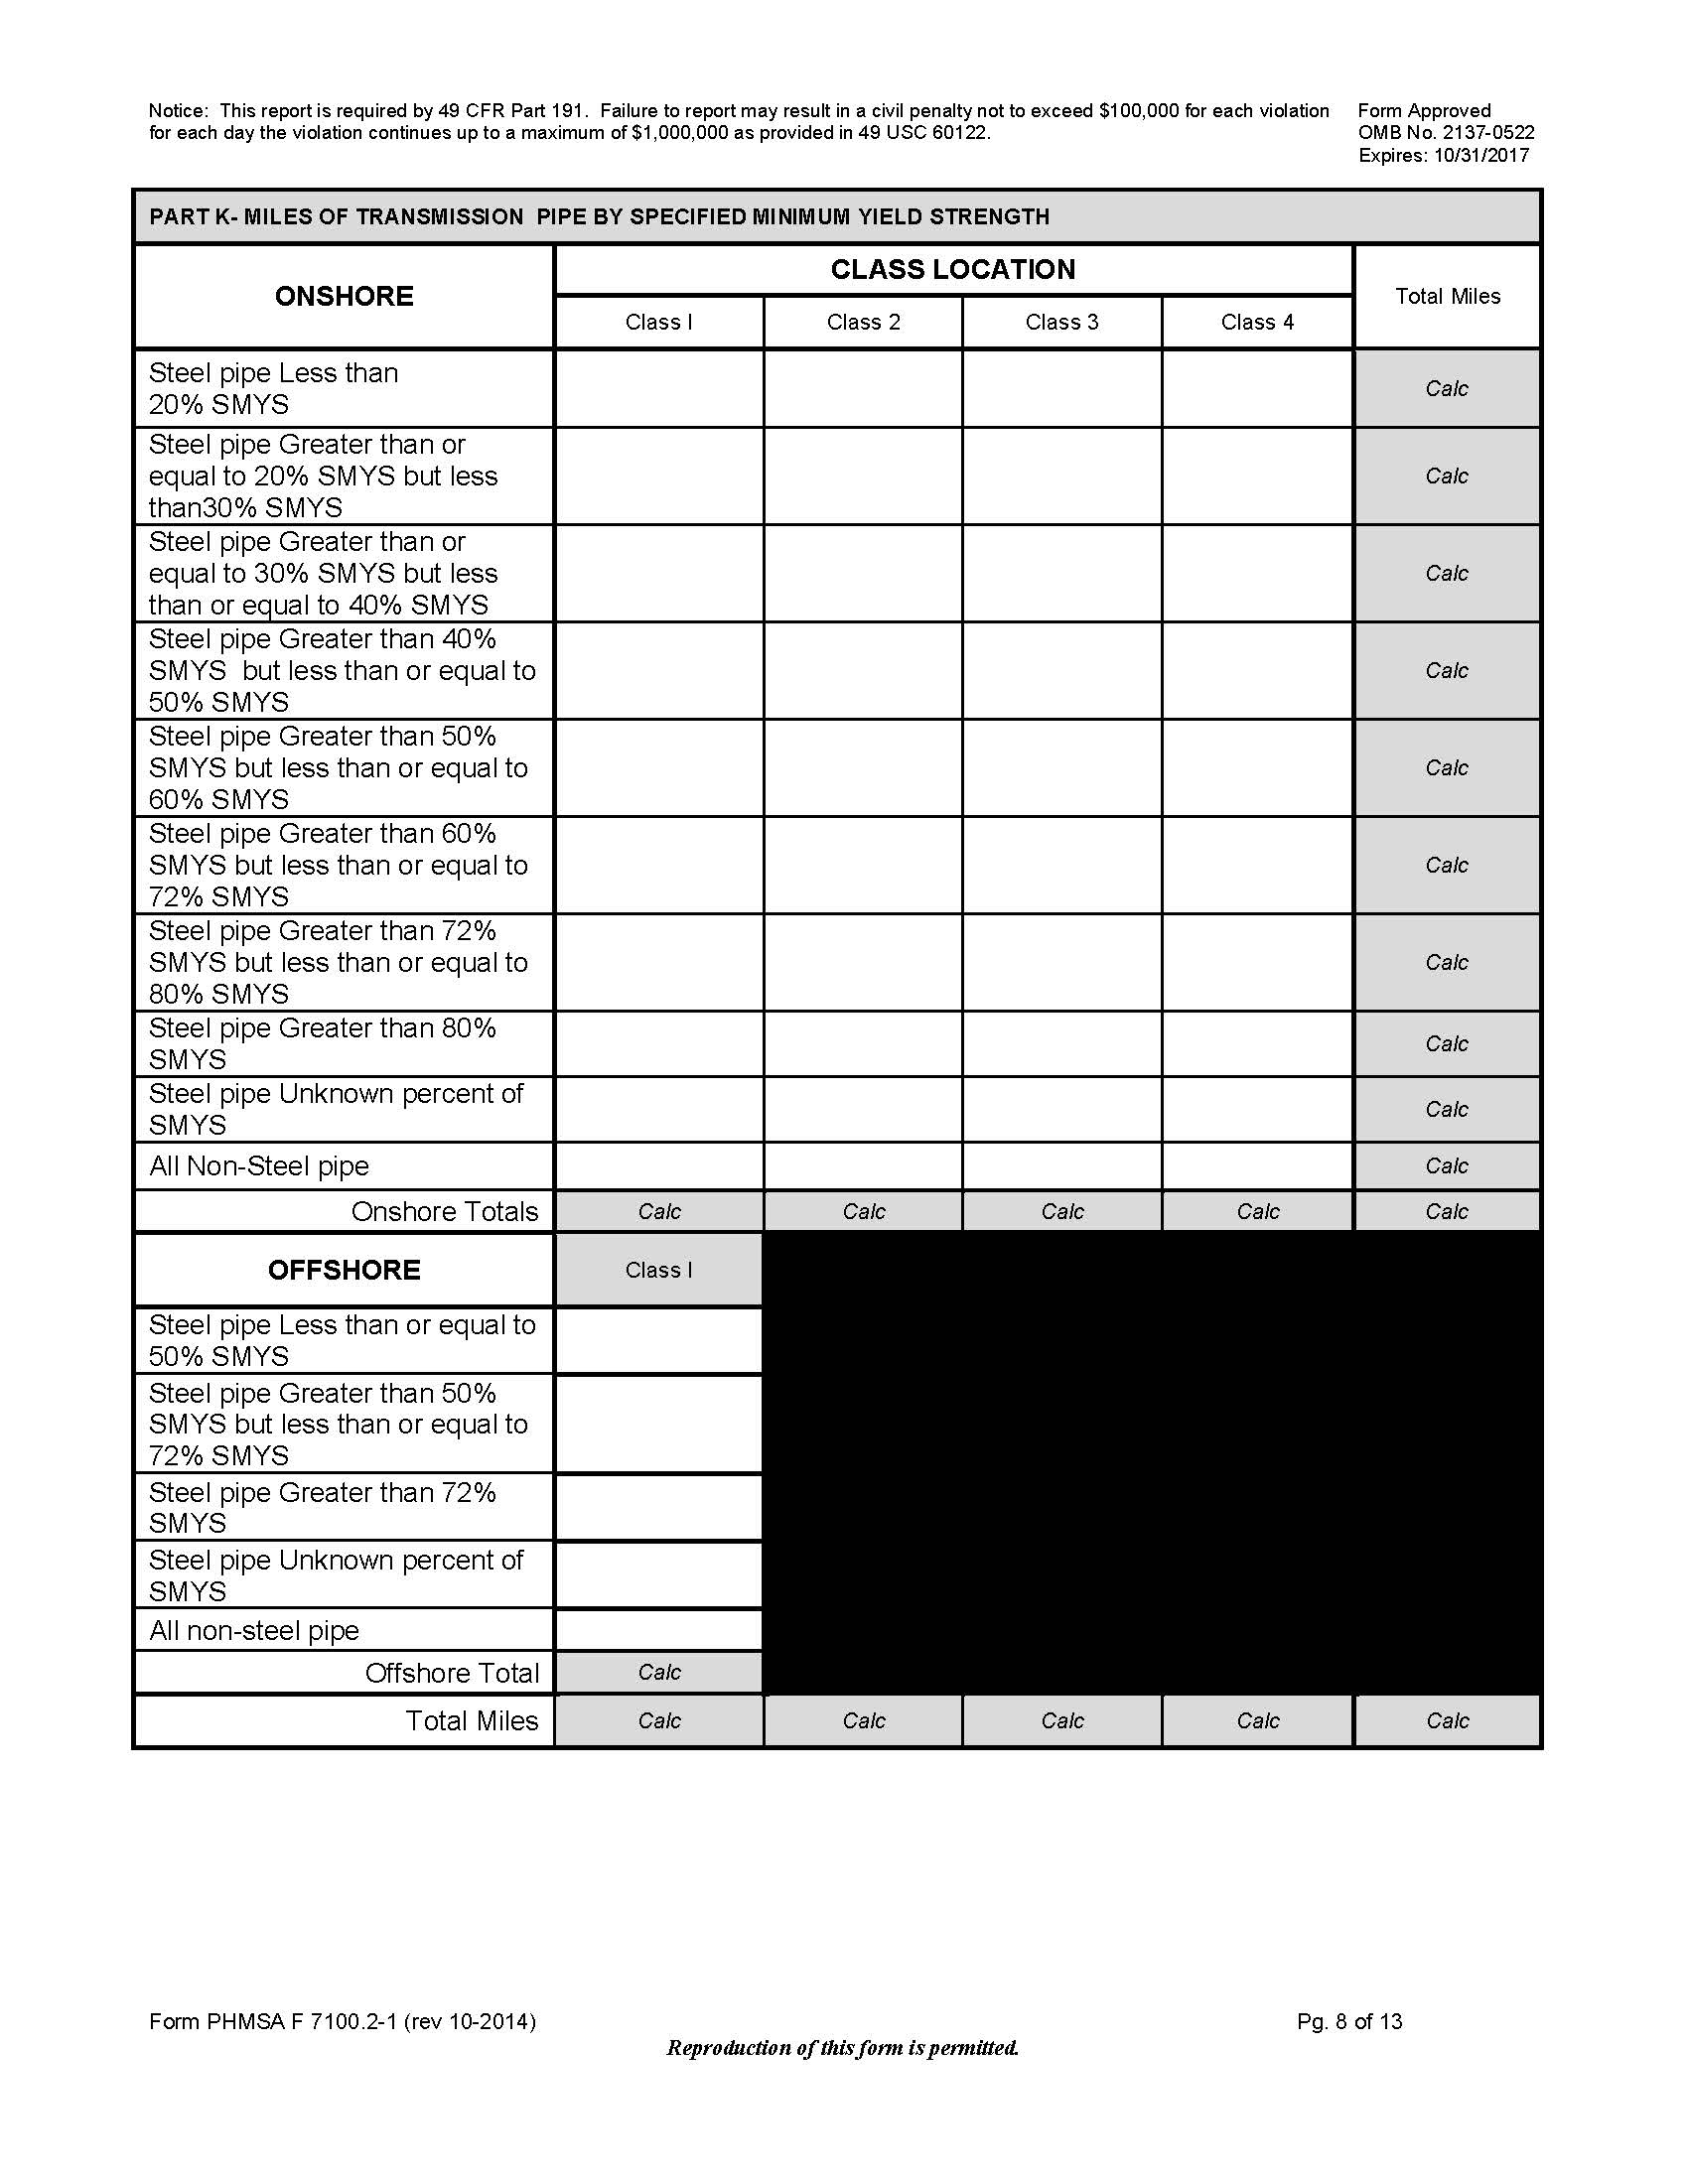 Notice:  This report is required by 49 CFR Part 191.  Failure to report may result in a civil penalty not to exceed $100,000 for each violation
for each day the violation continues up to a maximum of $1,000,000 as provided in 49 USC 60122.
Form Approved
OMB No. 2137-0522
Expires: 10/31/2017
PART K- MILES OF TRANSMISSION  PIPE BY SPECIFIED MINIMUM YIELD STRENGTH
ONSHORE
CLASS LOCATION
Total Miles
Class I
Class 2
Class 3
Class 4
Steel pipe Less than
20% SMYS
Calc
Steel pipe Greater than or
equal to 20% SMYS but less
than30% SMYS
Calc
Steel pipe Greater than or
equal to 30% SMYS but less
than or equal to 40% SMYS
Calc
Steel pipe Greater than 40%
SMYS  but less than or equal to
50% SMYS
Calc
Steel pipe Greater than 50%
SMYS but less than or equal to
60% SMYS
Calc
Steel pipe Greater than 60%
SMYS but less than or equal to
72% SMYS
Calc
Steel pipe Greater than 72%
SMYS but less than or equal to
80% SMYS
Calc
Steel pipe Greater than 80%
SMYS
Calc
Steel pipe Unknown percent of
SMYS
Calc
All Non-Steel pipe
Calc
Onshore Totals
Calc
Calc
Calc
Calc
Calc
OFFSHORE
Class I
Steel pipe Less than or equal to
50% SMYS
Steel pipe Greater than 50%
SMYS but less than or equal to
72% SMYS
Steel pipe Greater than 72%
SMYS
Steel pipe Unknown percent of
SMYS
All non-steel pipe
Offshore Total
Calc
Total Miles
Calc
Calc
Calc
Calc
Calc
Form PHMSA F 7100.2-1 (rev 10-2014)
Pg. 8 of 13
Reproduction of this form is permitted.